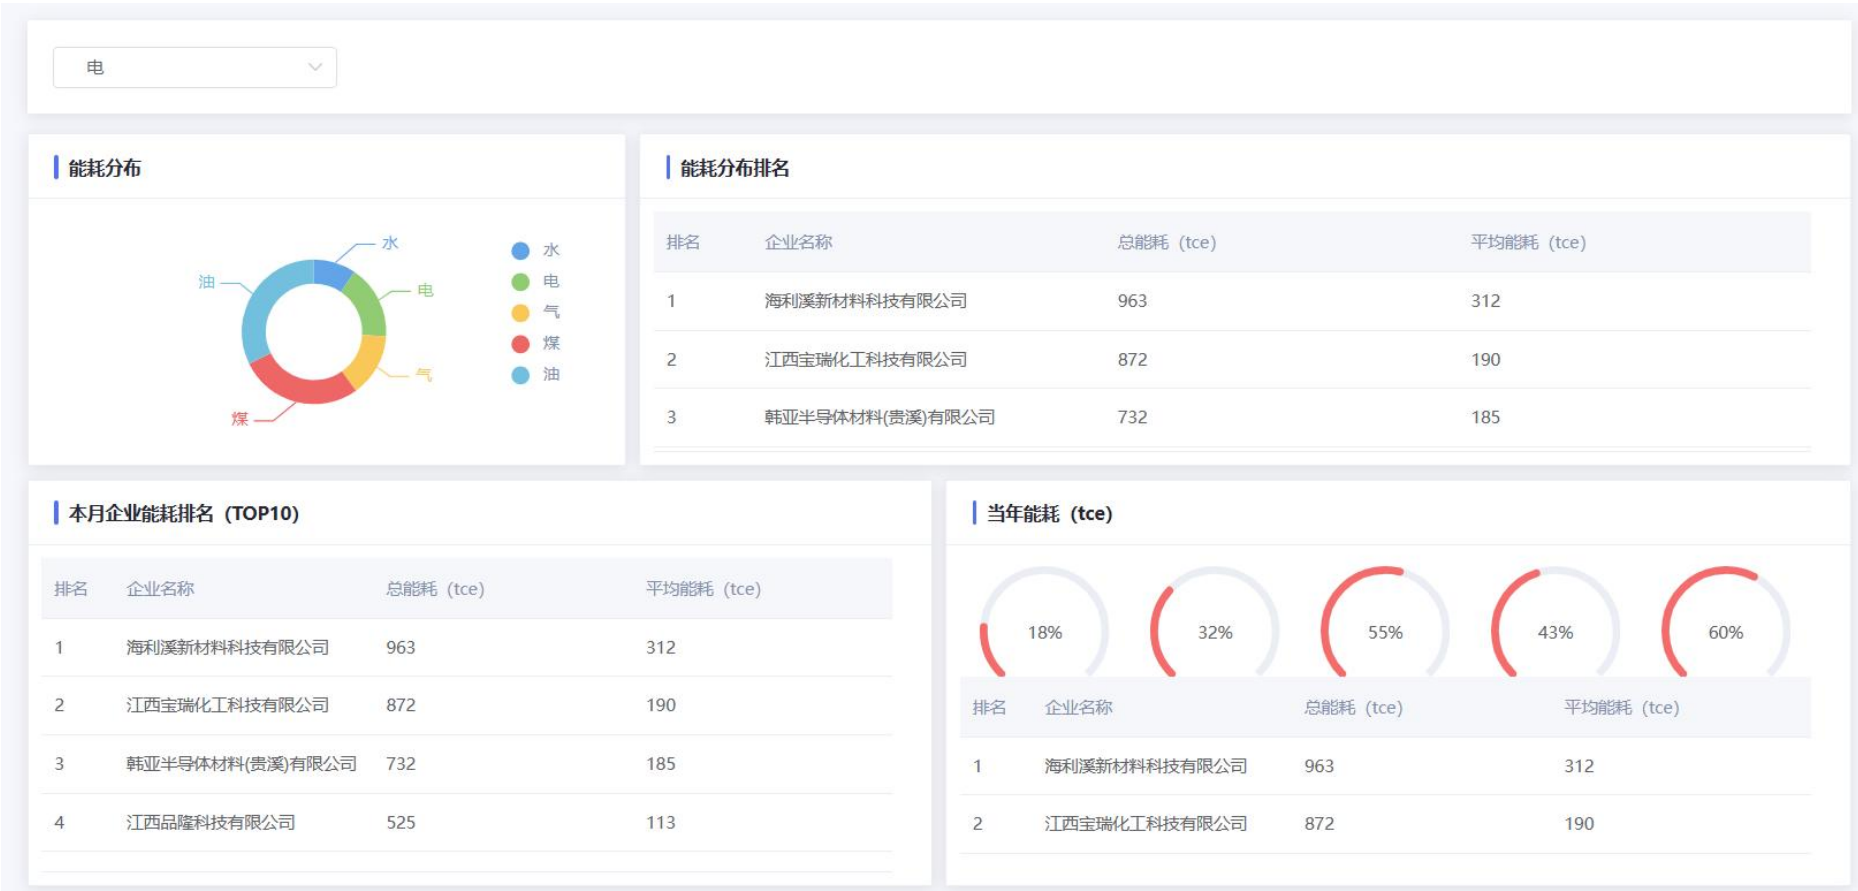 电
能耗分布
水
电
气
煤
油
水
电
气
煤
油
能耗分布排名
排名 企业名称 总能耗（tce） 平均能耗（tce）
1 海利溪新材料科技有限公司 963 312
2 江西宝瑞化工科技有限公司 872 190
3 韩亚半导体材料(贵溪)有限公司 732 185
本月企业能耗排名（TOP10）
排名 企业名称 总能耗（tce） 平均能耗（tce）
1 海利溪新材料科技有限公司 963 312
2 江西宝瑞化工科技有限公司 872 190
3 韩亚半导体材料(贵溪)有限公司 732 185
4 江西品隆科技有限公司 525 113
当年能耗（tce）
18% 32% 55% 43% 60%
排名 企业名称 总能耗（tce） 平均能耗（tce）
1 海利溪新材料科技有限公司 963 312
2 江西宝瑞化工科技有限公司 872 190